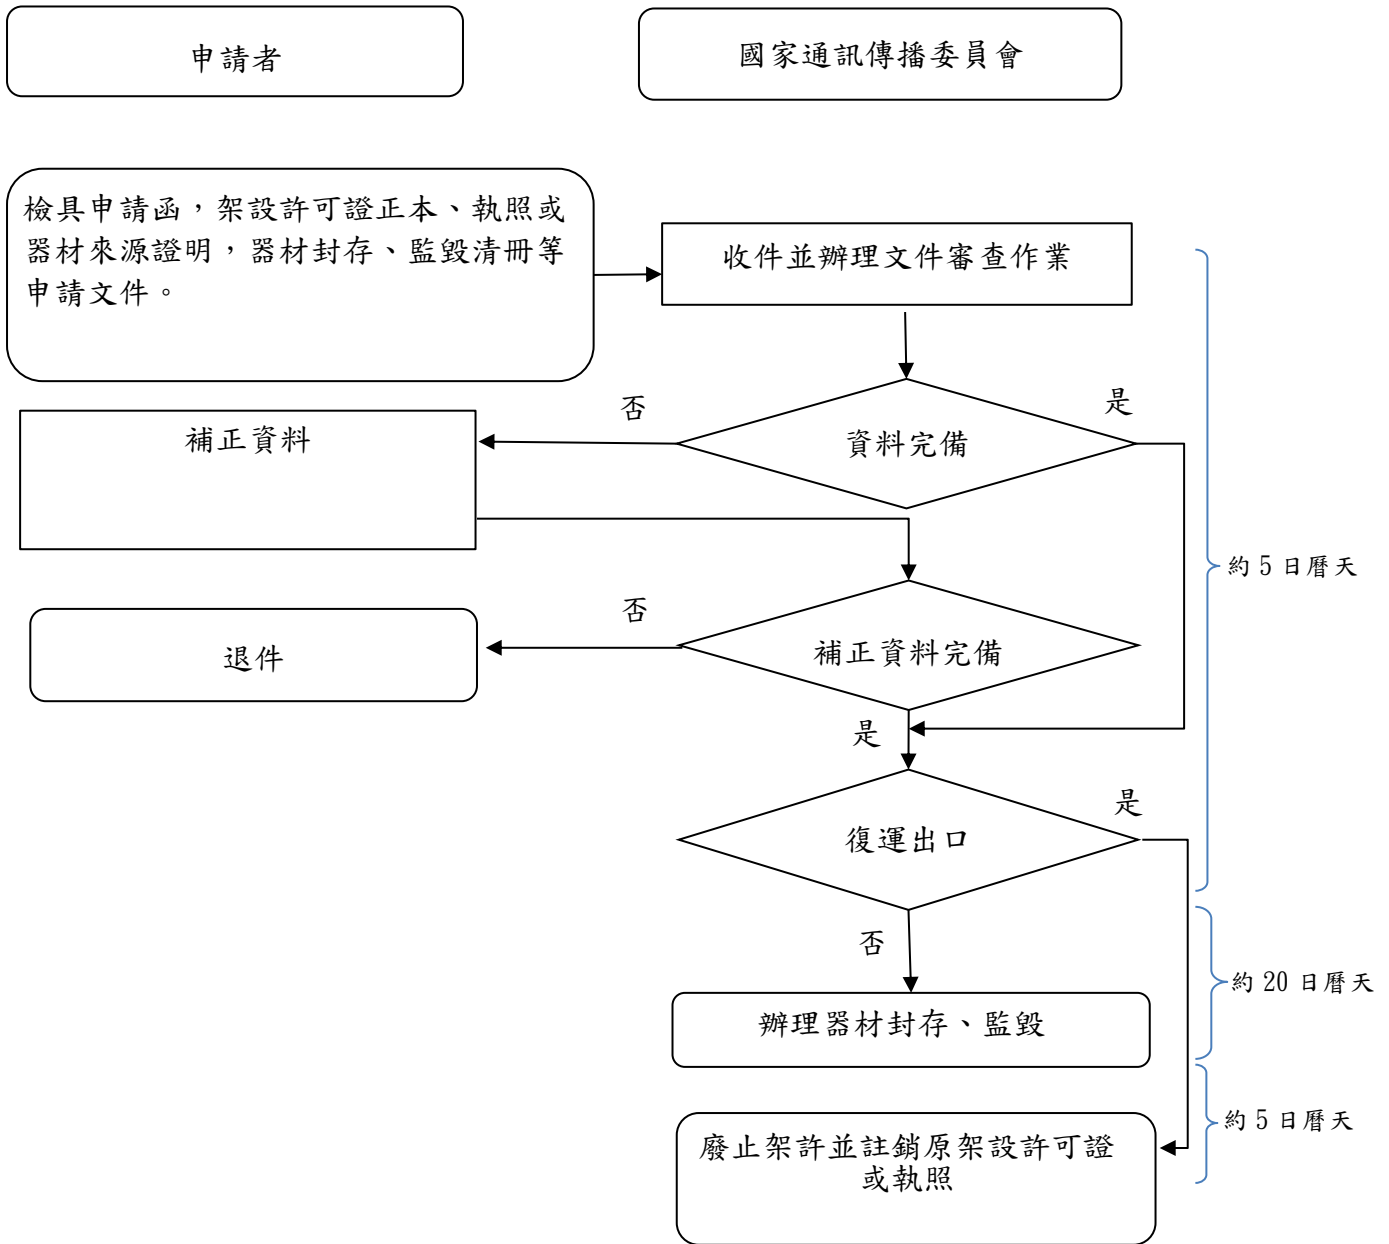 申請者
國家通訊傳播委員會
檢具申請函，架設許可證正本、執照或
器材來源證明，器材封存、監毀清冊等
申請文件。
收件並辦理文件審查作業
否
是
補正資料
資料完備
約 5 日曆天
否
退件
補正資料完備
是
是
復運出口
否
約 20 日曆天
辦理器材封存、監毀
約 5 日曆天
廢止架許並註銷原架設許可證
或執照